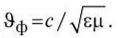 ϑф = c/√εμ.